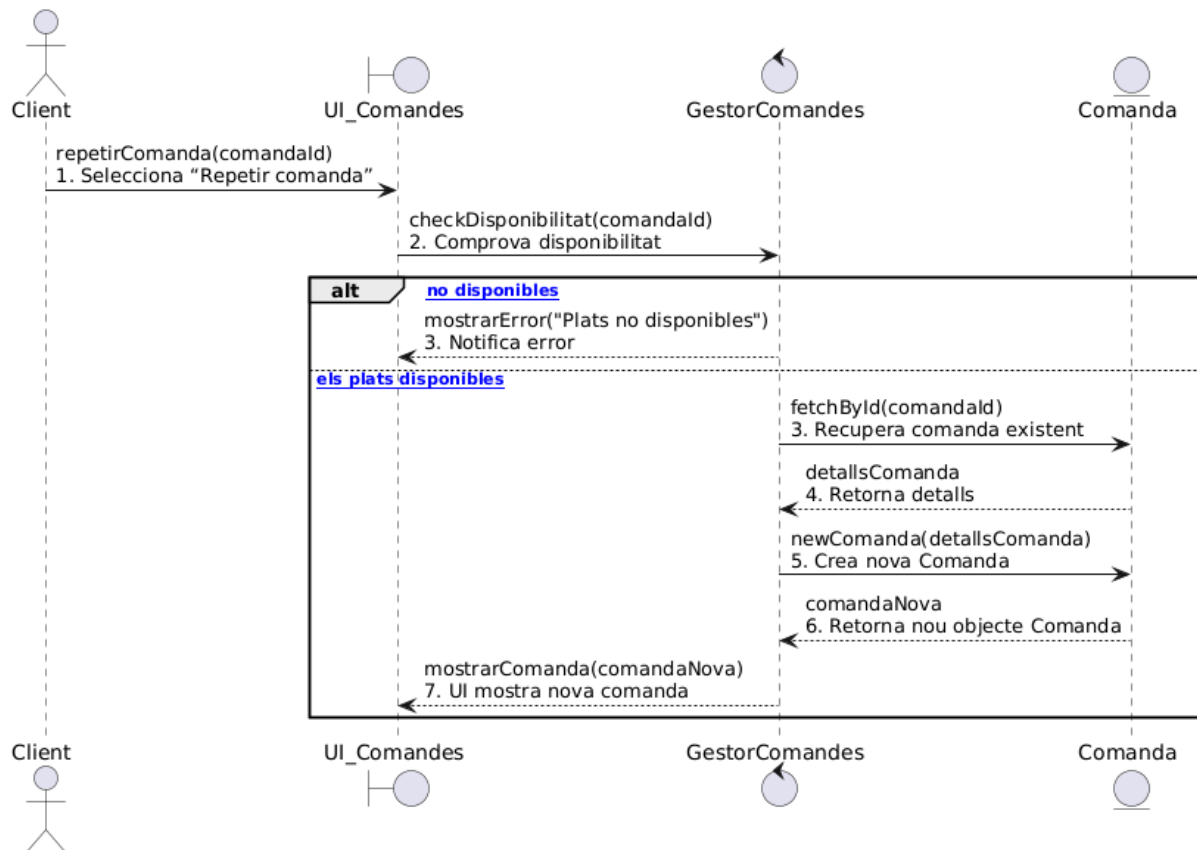 Client
UI_Comandes
GestorComandes
Comanda
repetirComanda(comandaId)
1. Selecciona “Repetir comanda”
checkDisponibilitat(comandaId)
2. Comprova disponibilitat
alt
no disponibles
mostrarError("Plats no disponibles")
3. Notifica error
els plats disponibles
fetchById(comandaId)
3. Recupera comanda existent
detallsComanda
4. Retorna detalls
newComanda(detallsComanda)
5. Crea nova Comanda
comandaNova
6. Retorna nou objecte Comanda
mostrarComanda(comandaNova)
7. UI mostra nova comanda
Client
UI_Comandes
GestorComandes
Comanda